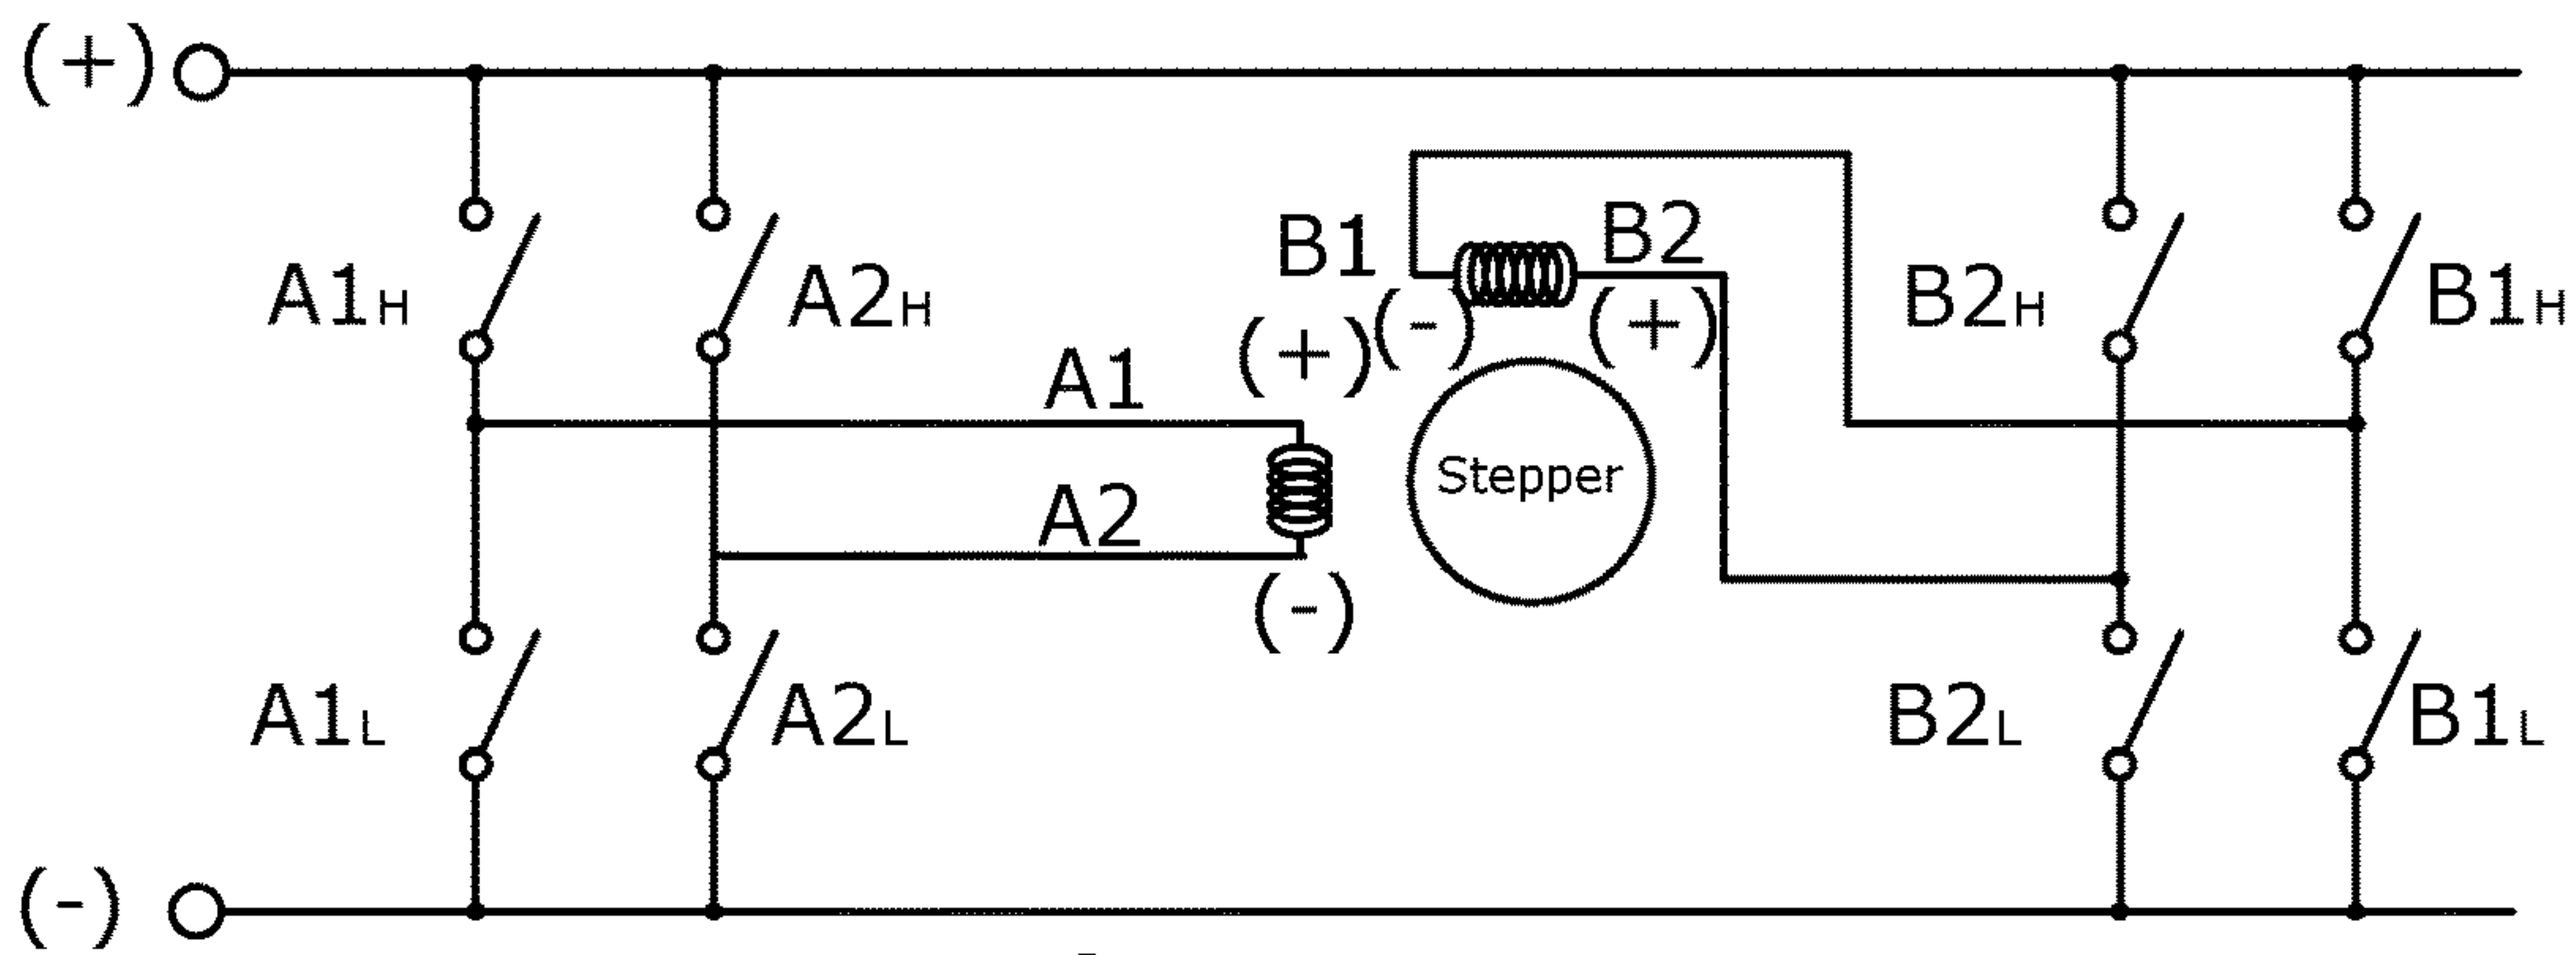 (+)
B1
B2
A1H
A2H
B2H
B1H
(+)
(-)
(+)
A1
Stepper
A2
(-)
A1L
A2L
B2L
B1L
(-)